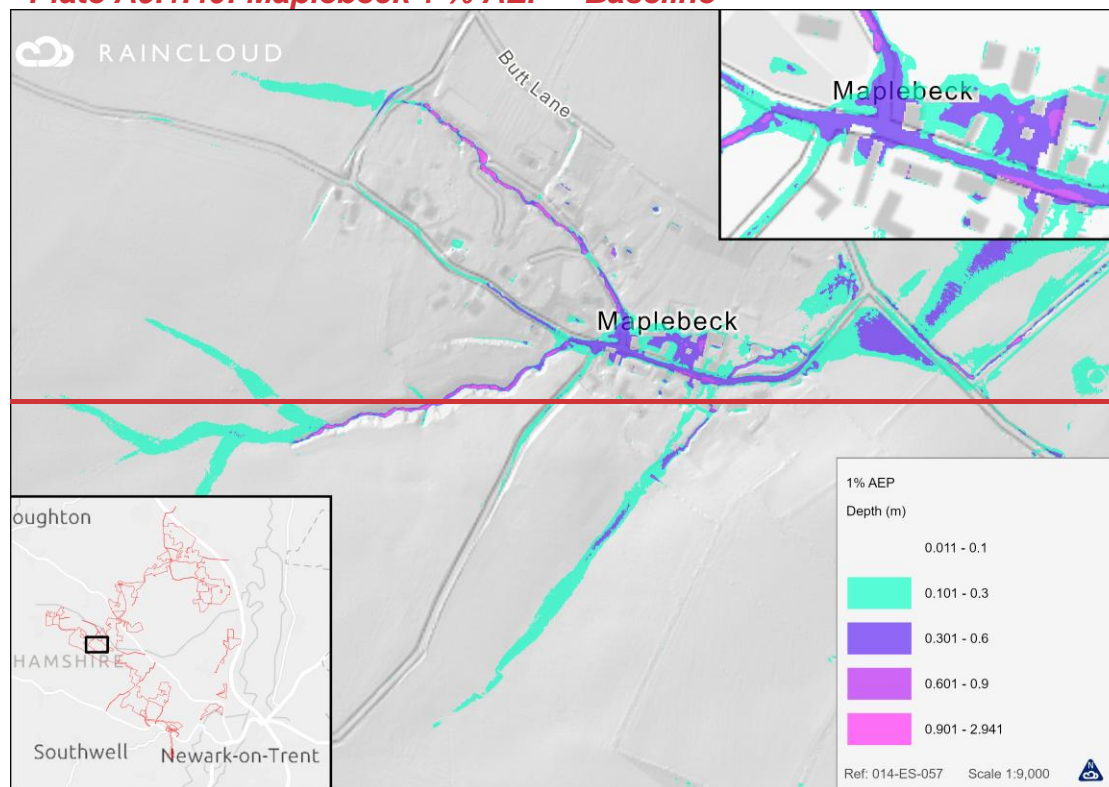 RAINCLOUD
Butt Lane
Maplebeck
Maplebeck
oughton
HAMSHIRE
Southwell
Newark-on-Trent
1% AEP
Depth (m)
0.011 - 0.1
0.101 - 0.3
0.301 - 0.6
0.601 - 0.9
0.901 - 2.941
Ref: 014-ES-057 Scale 1:9,000
N